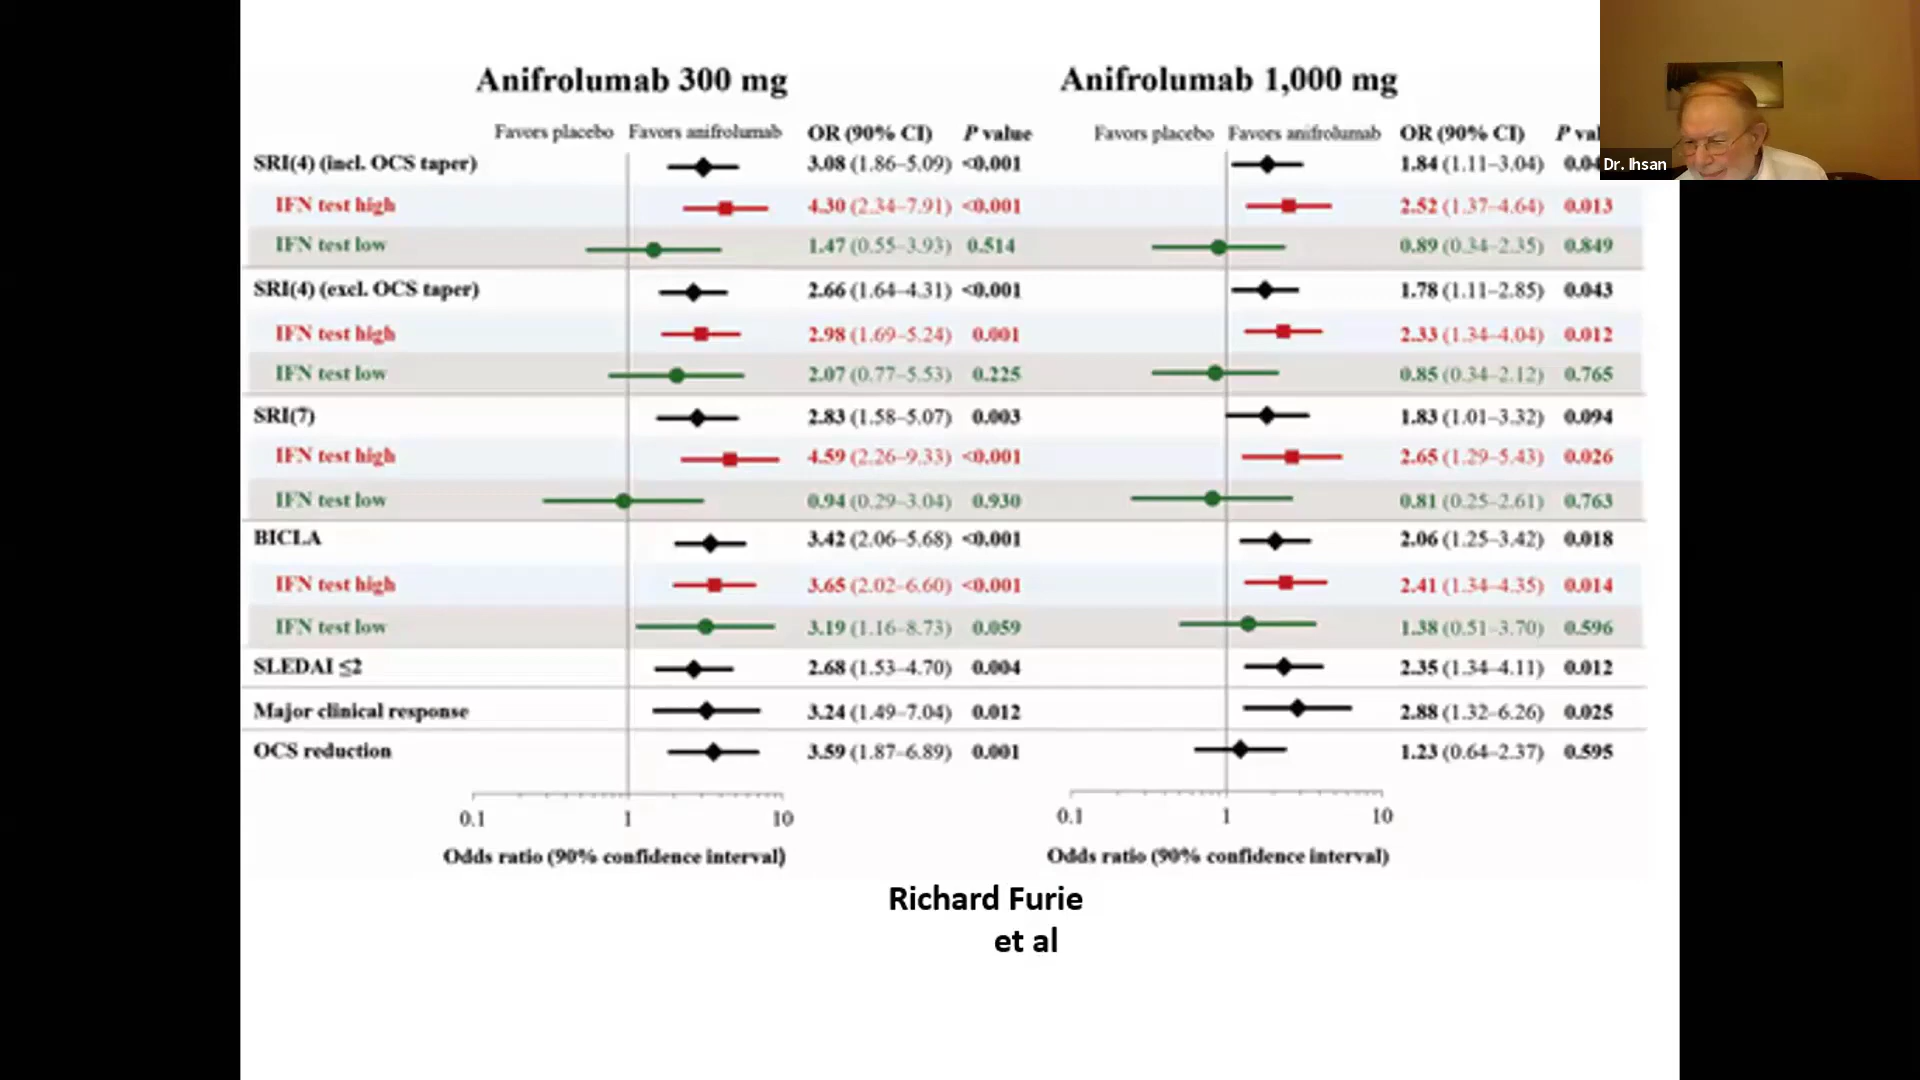 Anifrolumab 300 mg Anifrolumab 1,000 mg
Favors placebo Favors anifrolumab OR (90% CI) P value Favors placebo Favors anifrolumab OR (90% CI) P val
SRI(4) (incl. OCS taper) 3.08 (1.86–5.09) <0.001 1.84 (1.11–3.04)
Dr. Ihsan
IFN test high 4.30 (2.34–7.91) <0.001 2.52 (1.37–4.64) 0.013
IFN test low 1.47 (0.55–3.93) 0.514 0.89 (0.34–2.35) 0.849
SRI(4) (excl. OCS taper) 2.66 (1.64–4.31) <0.001 1.78 (1.11–2.85) 0.043
IFN test high 2.98 (1.69–5.24) 0.001 2.33 (1.34–4.04) 0.012
IFN test low 2.07 (0.77–5.53) 0.225 0.85 (0.34–2.12) 0.765
SRI(7) 2.83 (1.58–5.07) 0.003 1.83 (1.01–3.32) 0.094
IFN test high 4.59 (2.26–9.33) <0.001 2.65 (1.29–5.43) 0.026
IFN test low 0.94 (0.29–3.04) 0.930 0.81 (0.25–2.61) 0.763
BICLA 3.42 (2.06–5.68) <0.001 2.06 (1.25–3.42) 0.018
IFN test high 3.65 (2.02–6.60) <0.001 2.41 (1.34–4.35) 0.014
IFN test low 3.19 (1.16–8.73) 0.059 1.38 (0.51–3.70) 0.596
SLEDAI ≤2 2.68 (1.53–4.70) 0.004 2.35 (1.34–4.11) 0.012
Major clinical response 3.24 (1.49–7.04) 0.012 2.88 (1.32–6.26) 0.025
OCS reduction 3.59 (1.87–6.89) 0.001 1.23 (0.64–2.37) 0.595
0.1 1 10 0.1 1 10
Odds ratio (90% confidence interval) Odds ratio (90% confidence interval)
Richard Furie
et al